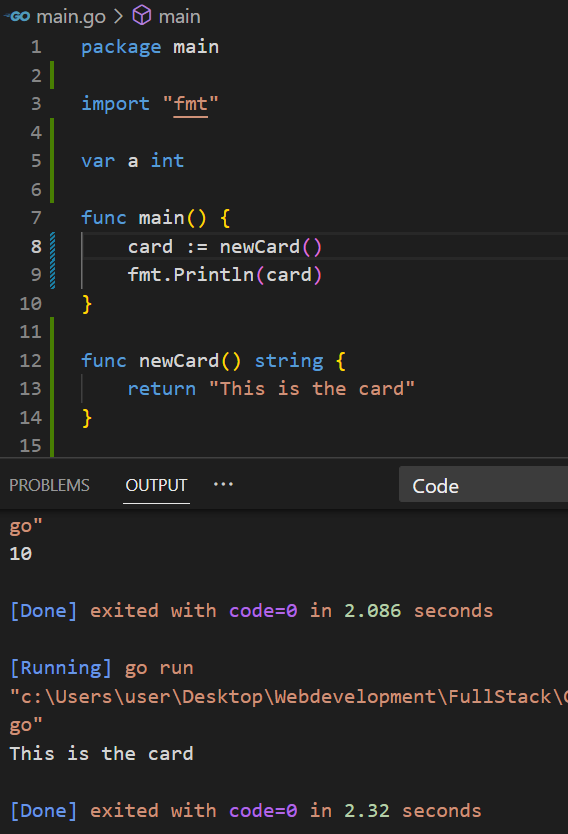 GO main.go > main
1 package main
2
3 import "fmt"
4
5 var a int
6
7 func main() {
8     card := newCard()
9     fmt.Println(card)
10 }
11
12 func newCard() string {
13     return "This is the card"
14 }
15
PROBLEMS OUTPUT ··· Code
go"
10
[Done] exited with code=0 in 2.086 seconds
[Running] go run
"c:\Users\user\Desktop\Webdevelopment\FullStack\
go"
This is the card
[Done] exited with code=0 in 2.32 seconds